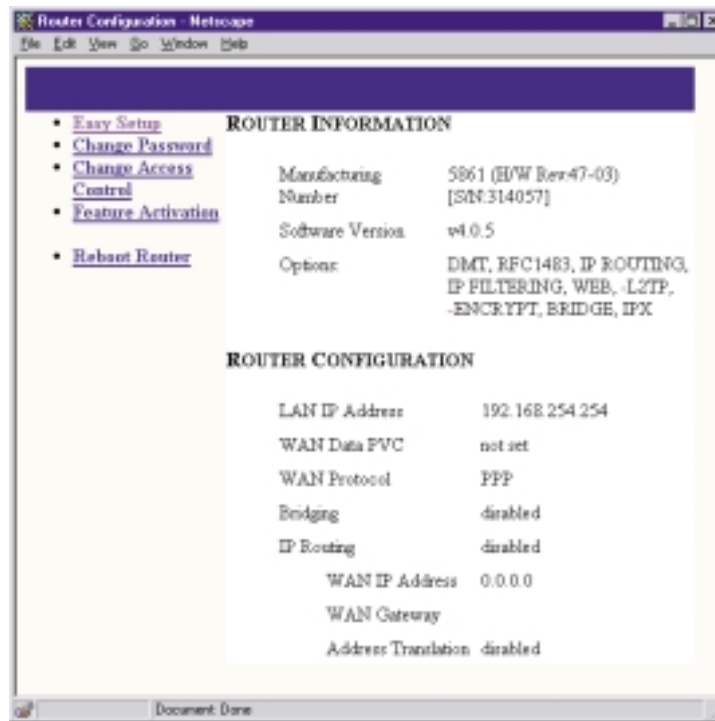 Router Configuration - Netscape
File Edit View Go Window Help
Easy Setup
Change Password
Change Access
Control
Feature Activation
Reboot Router
ROUTER INFORMATION
Manufacturing Number 5861 (H/W Rev:47-03) [S/N:314057]
Software Version v4.0.5
Options: DMT, RFC1483, IP ROUTING,
IP FILTERING, WEB, -L2TP,
-ENCRYPT, BRIDGE, IPX
ROUTER CONFIGURATION
LAN IP Address 192.168.254.254
WAN Data PVC not set
WAN Protocol PPP
Bridging disabled
IP Routing disabled
WAN IP Address 0.0.0.0
WAN Gateway
Address Translation disabled
Document: Done